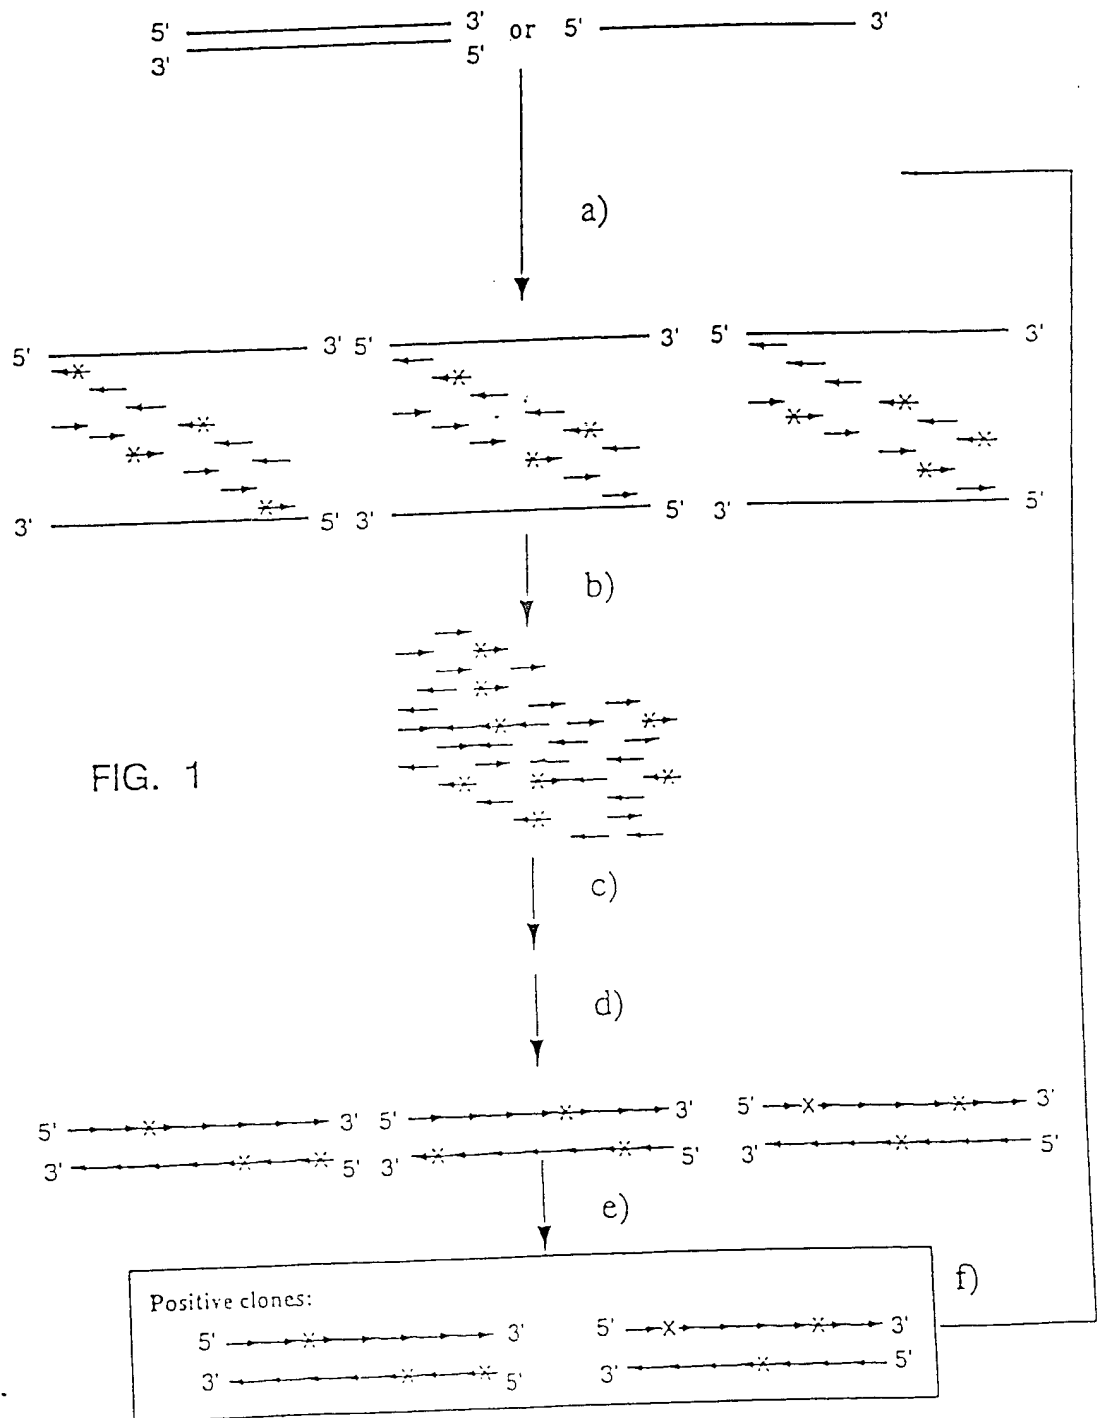 5' 3' or 5' 3'
3' 5'
a)
5' 3' 5' 3' 5' 3'
3' 5' 3' 5' 3' 5'
b)
FIG. 1
c)
d)
5' 3' 5' 3' 5' 3'
3' 5' 3' 5' 3' 5'
e)
f)
Positive clones:
5' 3' 5' 3'
3' 5' 3' 5'